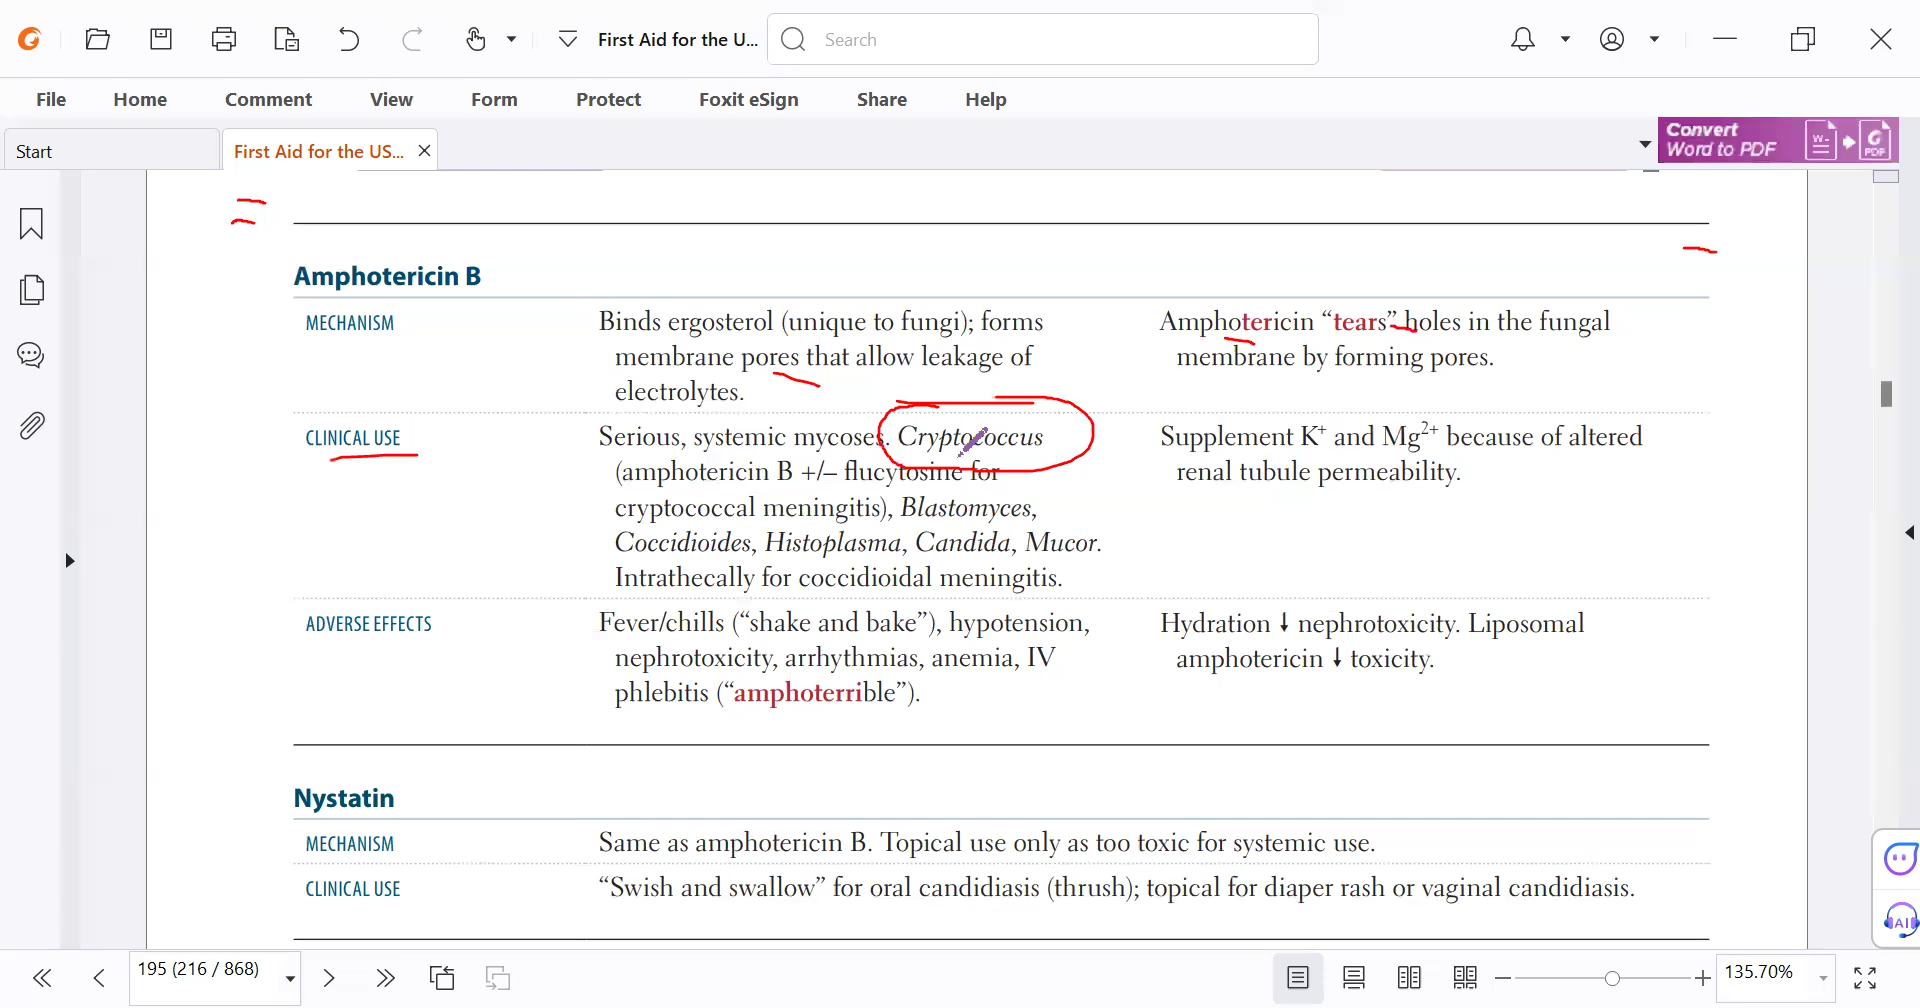 First Aid for the U...
Search
File Home Comment View Form Protect Foxit eSign Share Help
Start
First Aid for the US...
Convert
Word to PDF
W
PDF
Amphotericin B
MECHANISM
Binds ergosterol (unique to fungi); forms
membrane pores that allow leakage of
electrolytes.
Amphotericin “tears” holes in the fungal
membrane by forming pores.
CLINICAL USE
Serious, systemic mycoses. Cryptococcus
(amphotericin B +/– flucytosine for
cryptococcal meningitis), Blastomyces,
Coccidioides, Histoplasma, Candida, Mucor.
Intrathecally for coccidioidal meningitis.
Supplement K+ and Mg2+ because of altered
renal tubule permeability.
ADVERSE EFFECTS
Fever/chills (“shake and bake”), hypotension,
nephrotoxicity, arrhythmias, anemia, IV
phlebitis (“amphoterrible”).
Hydration ↓ nephrotoxicity. Liposomal
amphotericin ↓ toxicity.
Nystatin
MECHANISM
Same as amphotericin B. Topical use only as too toxic for systemic use.
CLINICAL USE
“Swish and swallow” for oral candidiasis (thrush); topical for diaper rash or vaginal candidiasis.
AI
195 (216 / 868)
135.70%